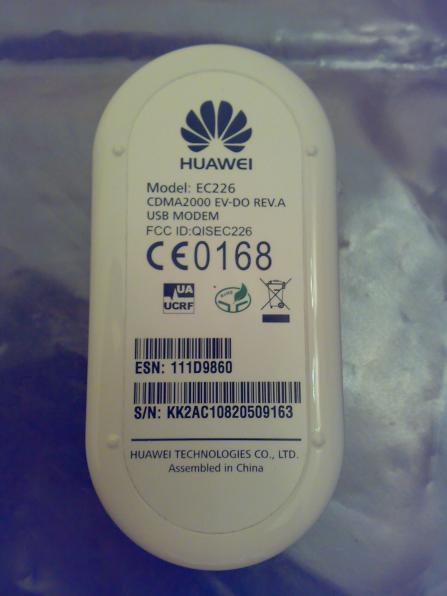 HUAWEI
Model: EC226
CDMA2000 EV-DO REV.A
USB MODEM
FCC ID:QISEC226
CE0168
UA
UCRF
ESN: 111D9860
S/N: KK2AC10820509163
HUAWEI TECHNOLOGIES CO., LTD.
Assembled in China